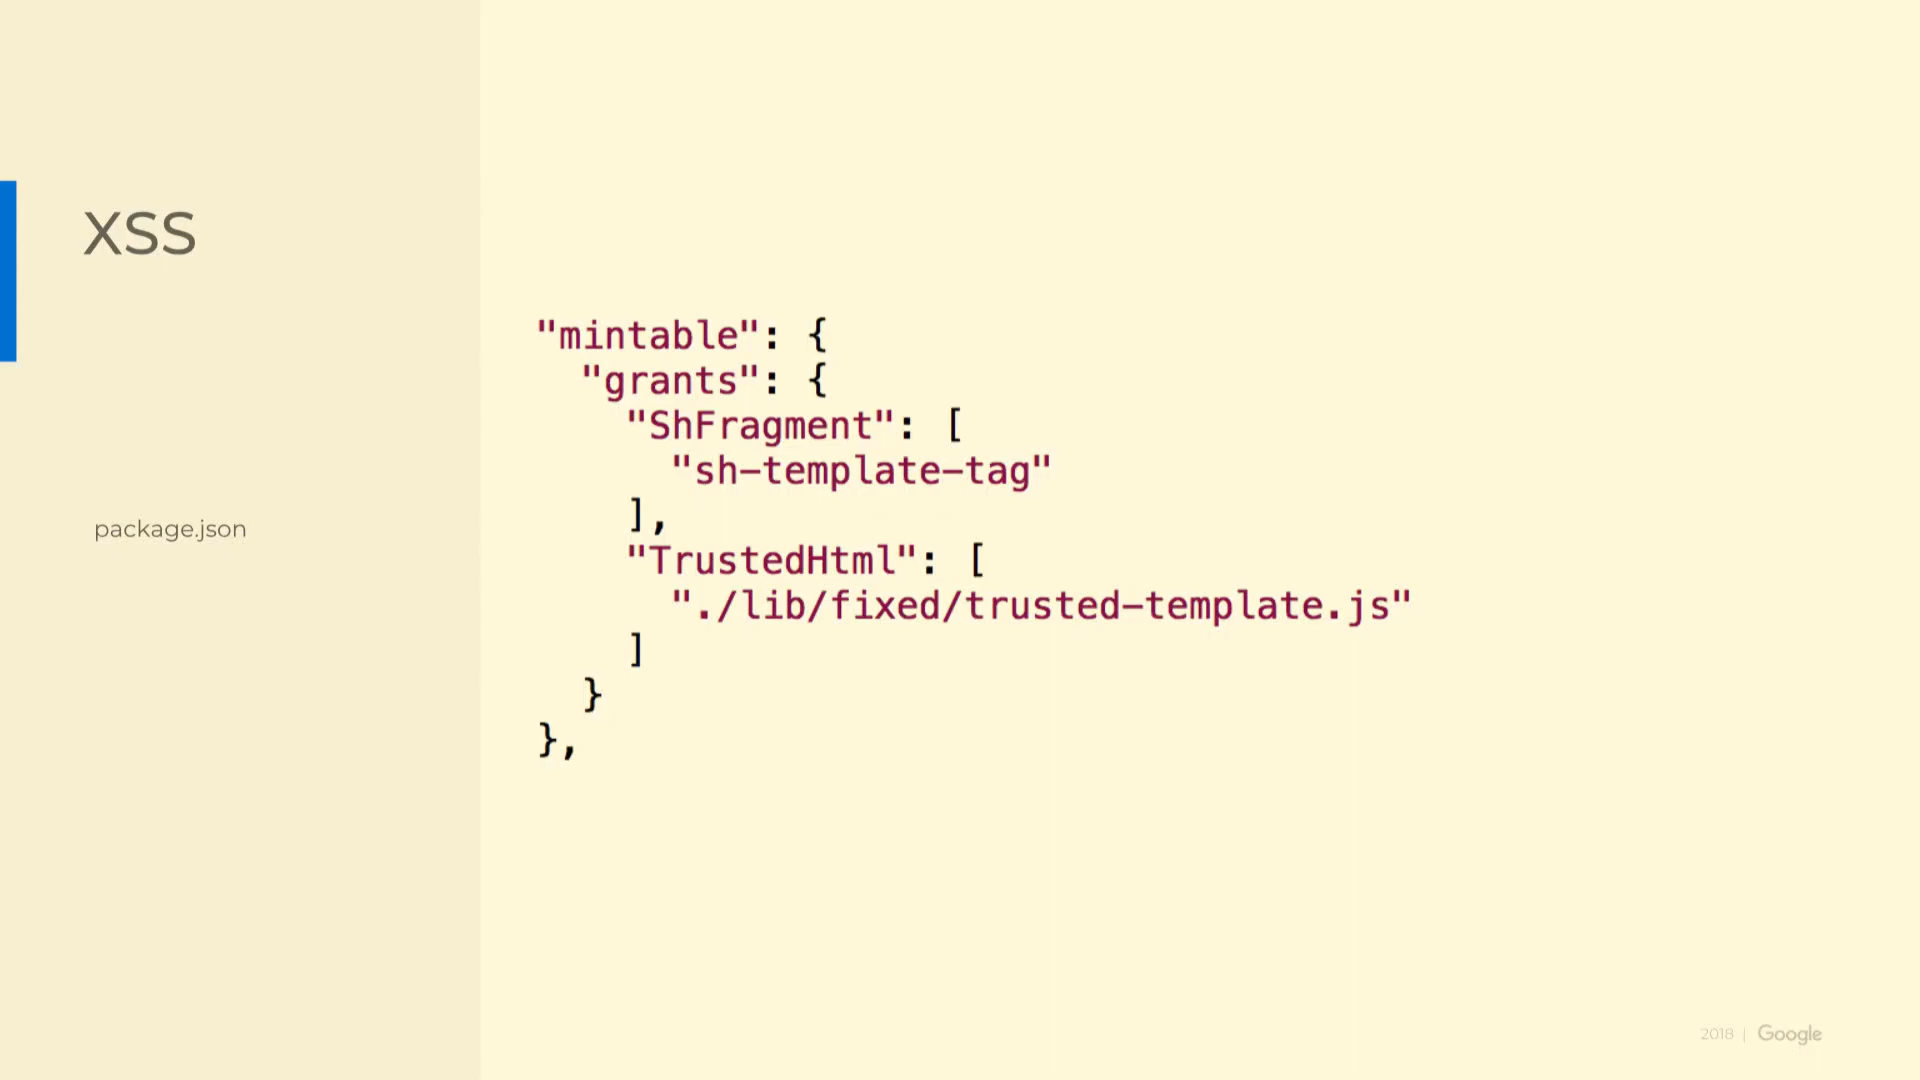 XSS
package.json
"mintable": {
"grants": {
"ShFragment": [
"sh-template-tag"
],
"TrustedHtml": [
"./lib/fixed/trusted-template.js"
]
}
},
2018 | Google